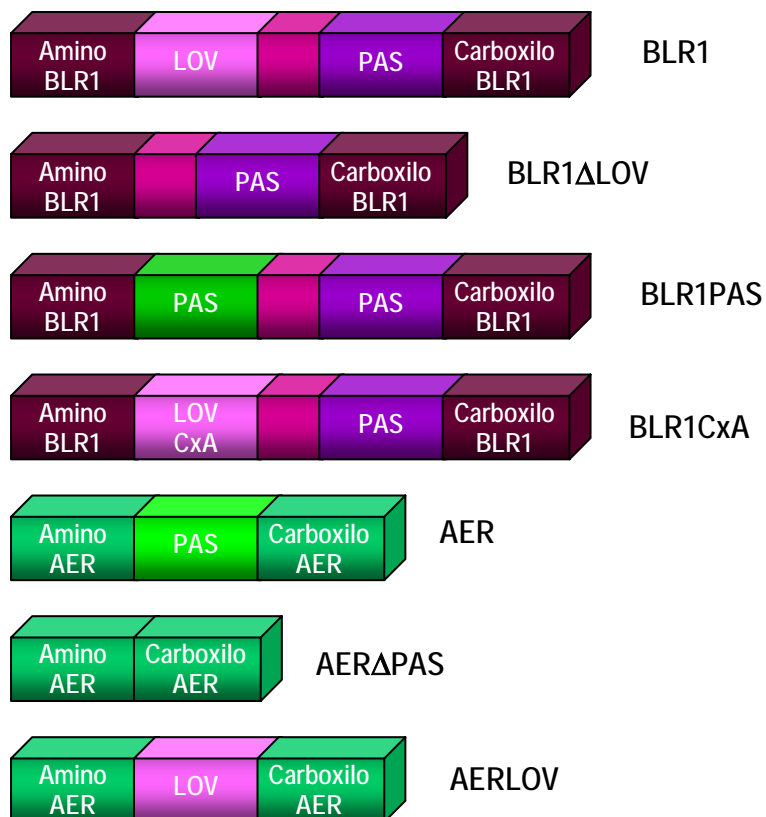 Amino
BLR1
LOV
PAS
Carboxilo
BLR1
BLR1
Amino
BLR1
PAS
Carboxilo
BLR1
BLR1ΔLOV
Amino
BLR1
PAS
PAS
Carboxilo
BLR1
BLR1PAS
Amino
BLR1
LOV
CxA
PAS
Carboxilo
BLR1
BLR1CxA
Amino
AER
PAS
Carboxilo
AER
AER
Amino
AER
Carboxilo
AER
AERΔPAS
Amino
AER
LOV
Carboxilo
AER
AERLOV